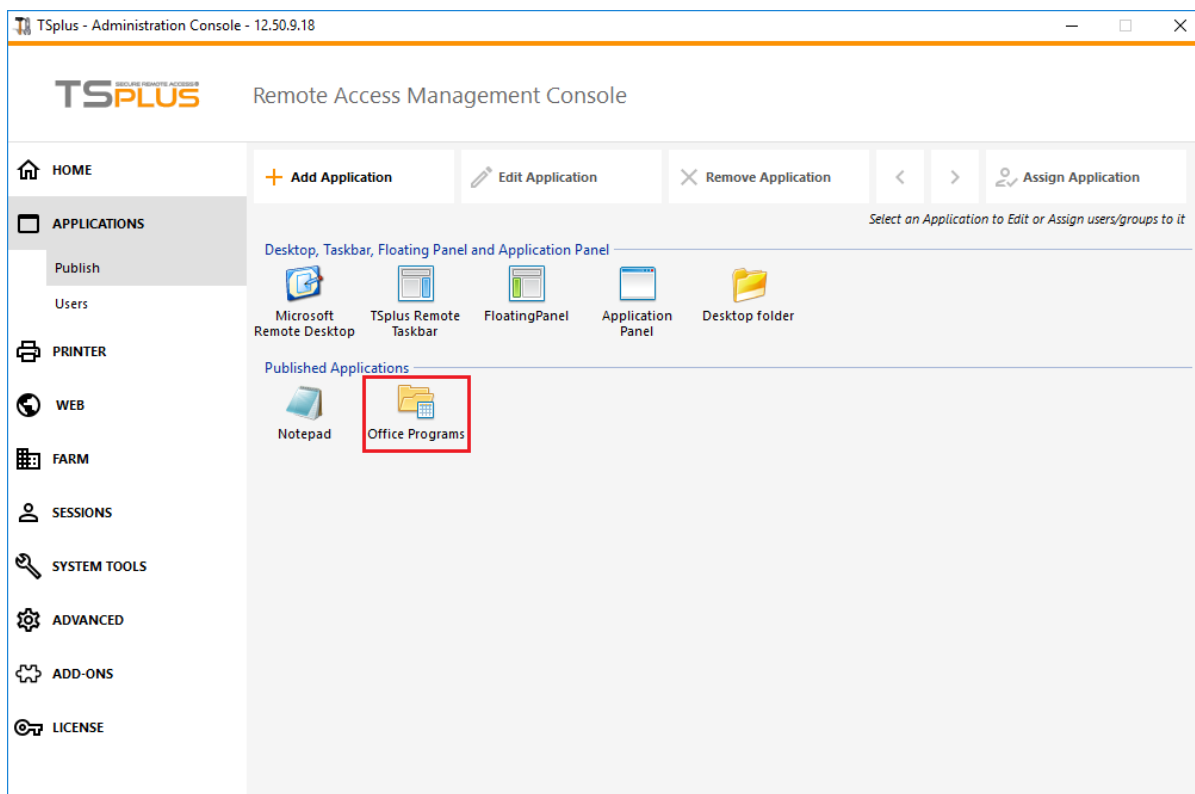 TSplus - Administration Console - 12.50.9.18
TSPLUS
SECURE REMOTE ACCESS®
Remote Access Management Console
HOME
APPLICATIONS
Publish
Users
PRINTER
WEB
FARM
SESSIONS
SYSTEM TOOLS
ADVANCED
ADD-ONS
LICENSE
Add Application
Edit Application
Remove Application
Assign Application
Select an Application to Edit or Assign users/groups to it
Desktop, Taskbar, Floating Panel and Application Panel
Microsoft
Remote Desktop
TSplus Remote
Taskbar
FloatingPanel
Application
Panel
Desktop folder
Published Applications
Notepad
Office Programs